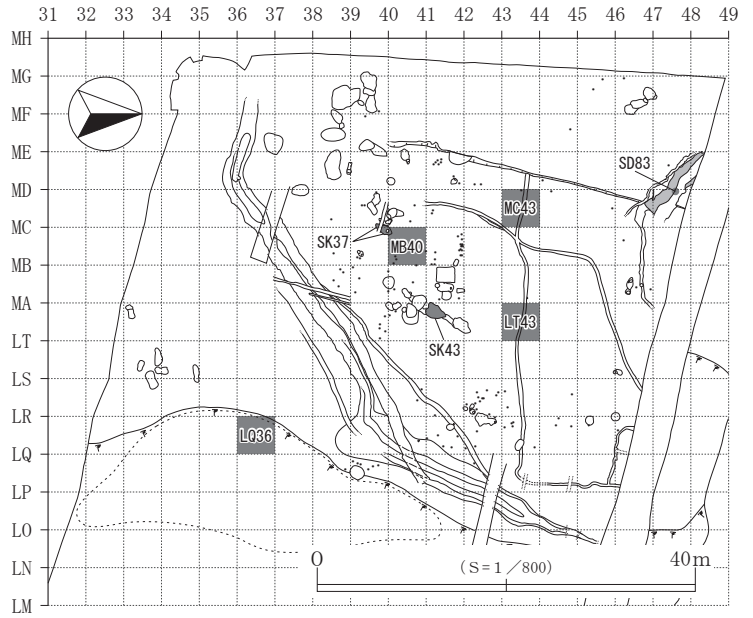 31 32 33 34 35 36 37 38 39 40 41 42 43 44 45 46 47 48 49
MH
MG
MF
ME
SD83
MD
MC43
MC
SK37
MB40
MB
MA
LT43
LT
SK43
LS
LR
LQ36
LQ
LP
LO
LN
0 (S=1/800) 40m
LM